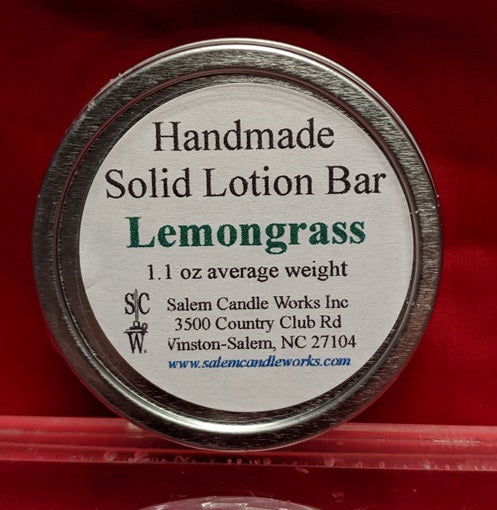 Handmade
Solid Lotion Bar
Lemongrass
1.1 oz average weight
S C
W.
Salem Candle Works Inc
3500 Country Club Rd
Vinston-Salem, NC 27104
www.salemcandleworks.com